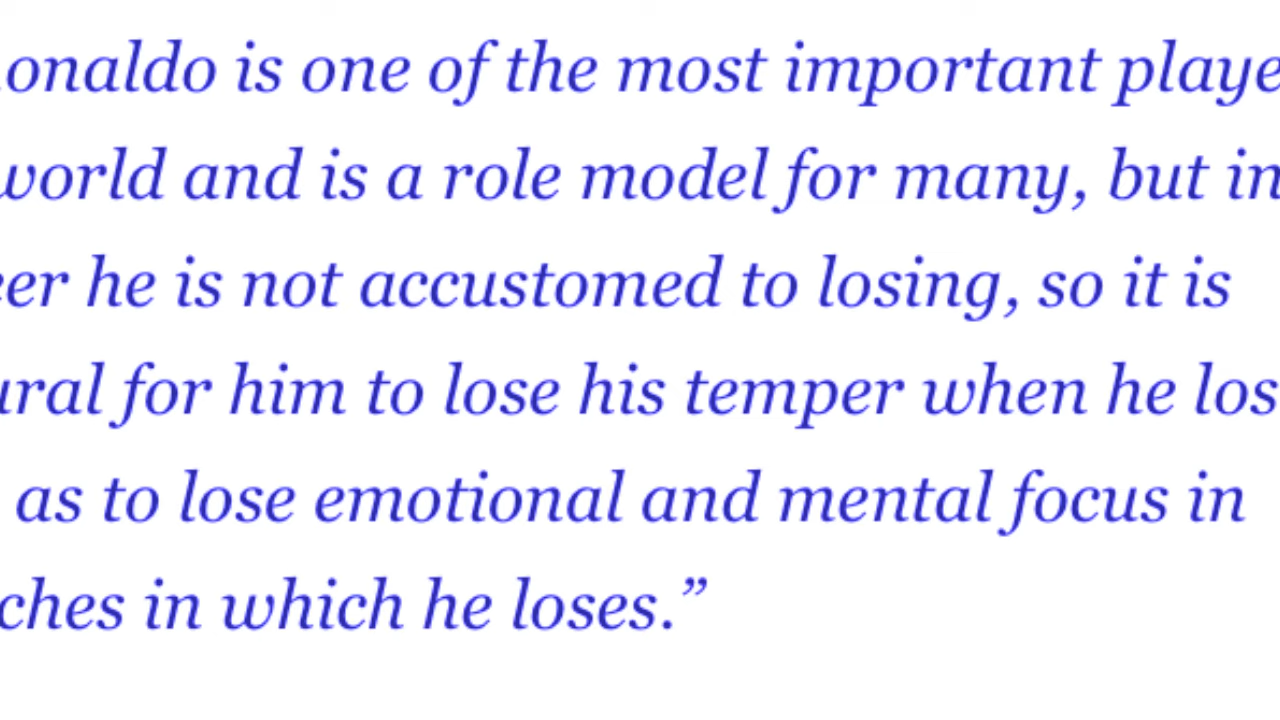 onaldo is one of the most important playe
world and is a role model for many, but in
er he is not accustomed to losing, so it is
ural for him to lose his temper when he los
as to lose emotional and mental focus in
ches in which he loses.”